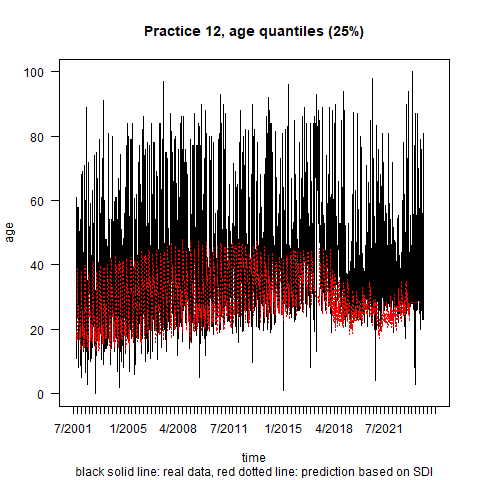 Practice 12, age quantiles (25%)
100
80
60
40
20
0
age
7/2001 1/2005 4/2008 7/2011 1/2015 4/2018 7/2021
time
black solid line: real data, red dotted line: prediction based on SDI